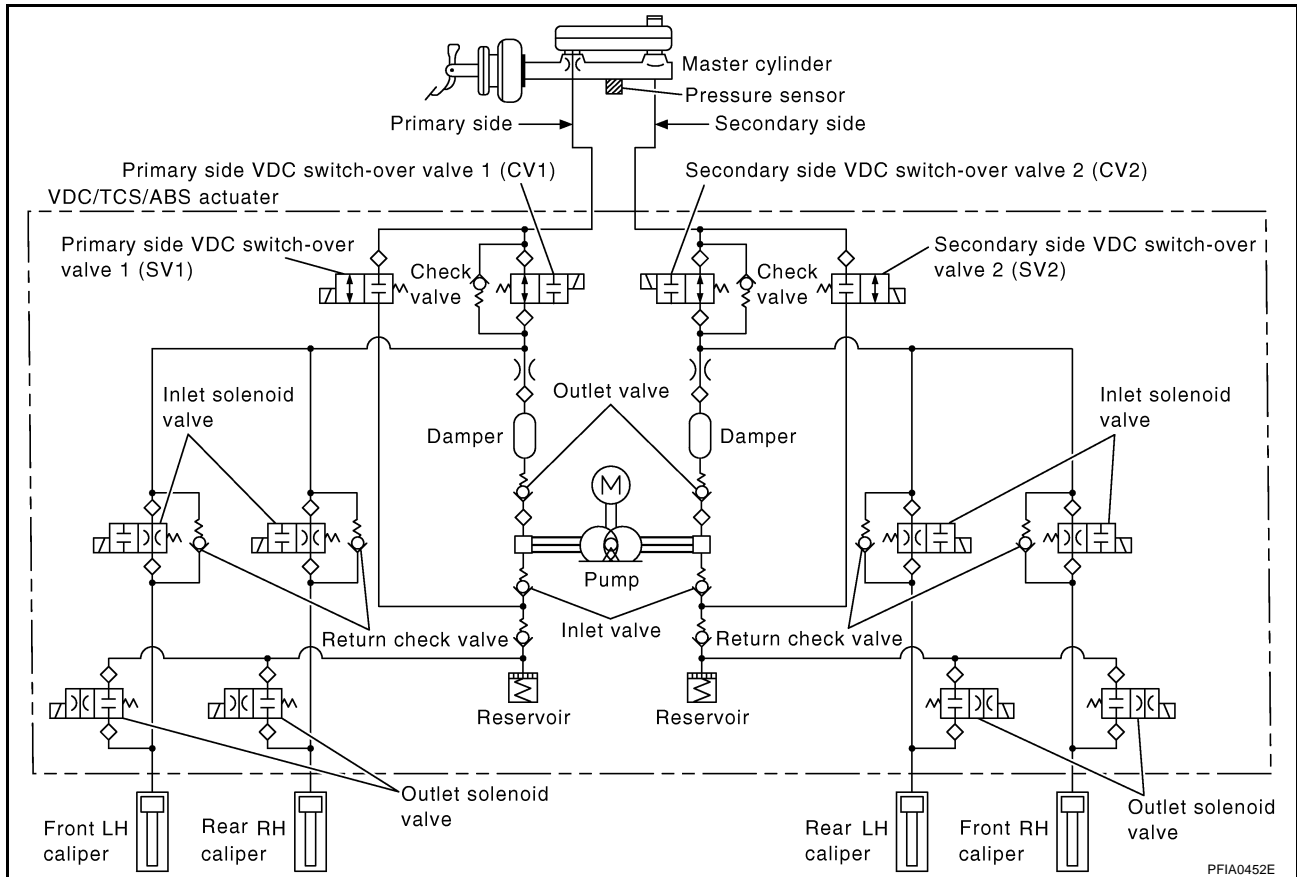 Master cylinder
Pressure sensor
Primary side
Secondary side
Primary side VDC switch-over valve 1 (CV1)
Secondary side VDC switch-over valve 2 (CV2)
VDC/TCS/ABS actuater
Primary side VDC switch-over
valve 1 (SV1)
Check
valve
Check
valve
Secondary side VDC switch-over
valve 2 (SV2)
Inlet solenoid
valve
Outlet valve
Inlet solenoid
valve
Damper
Damper
M
Pump
Return check valve
Inlet valve
Return check valve
Reservoir
Reservoir
Outlet solenoid
valve
Outlet solenoid
valve
Front LH
caliper
Rear RH
caliper
Rear LH
caliper
Front RH
caliper
PFIA0452E